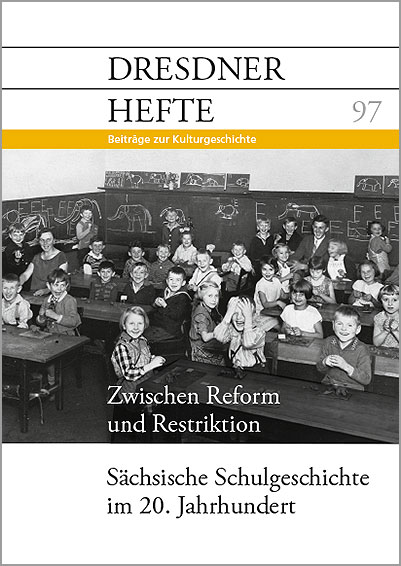 DRESDNER
HEFTE 97
Beiträge zur Kulturgeschichte
Zwischen Reform
und Restriktion
Sächsische Schulgeschichte
im 20. Jahrhundert